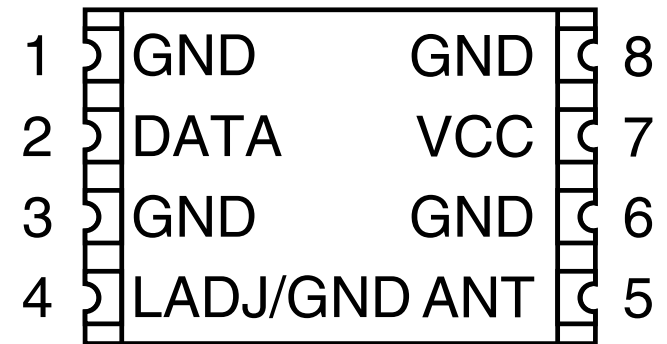 1 GND GND 8
2 DATA VCC 7
3 GND GND 6
4 LADJ/GND ANT 5